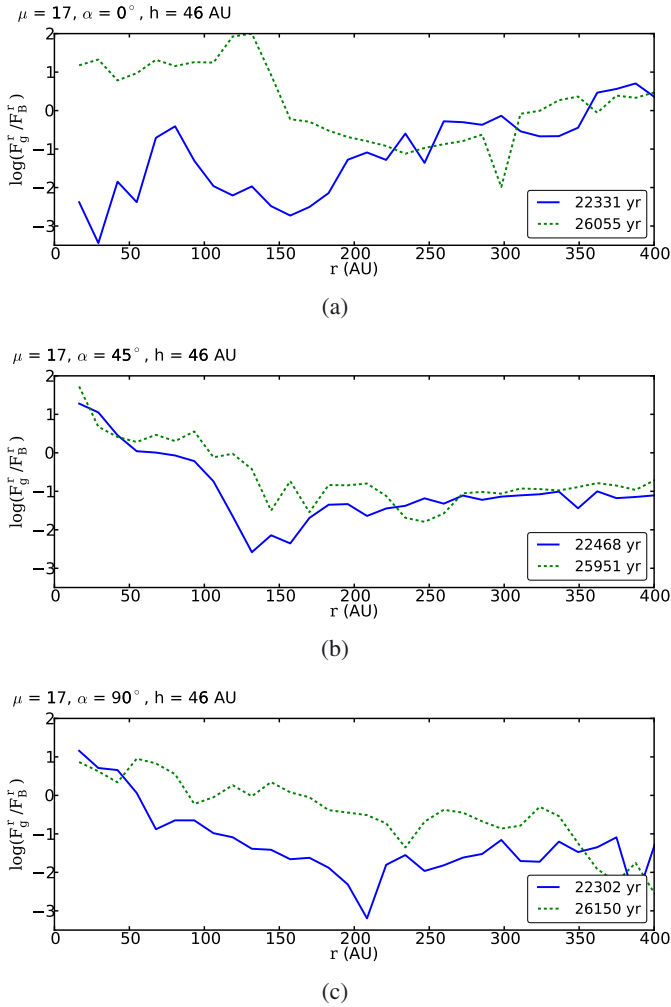 μ = 17, α = 0°, h = 46 AU
log(F_g^r/F_B^r)
2
1
0
−1
−2
−3
0 50 100 150 200 250 300 350 400
r (AU)
22331 yr
26055 yr
(a)
μ = 17, α = 45°, h = 46 AU
log(F_g^r/F_B^r)
2
1
0
−1
−2
−3
0 50 100 150 200 250 300 350 400
r (AU)
22468 yr
25951 yr
(b)
μ = 17, α = 90°, h = 46 AU
log(F_g^r/F_B^r)
2
1
0
−1
−2
−3
0 50 100 150 200 250 300 350 400
r (AU)
22302 yr
26150 yr
(c)